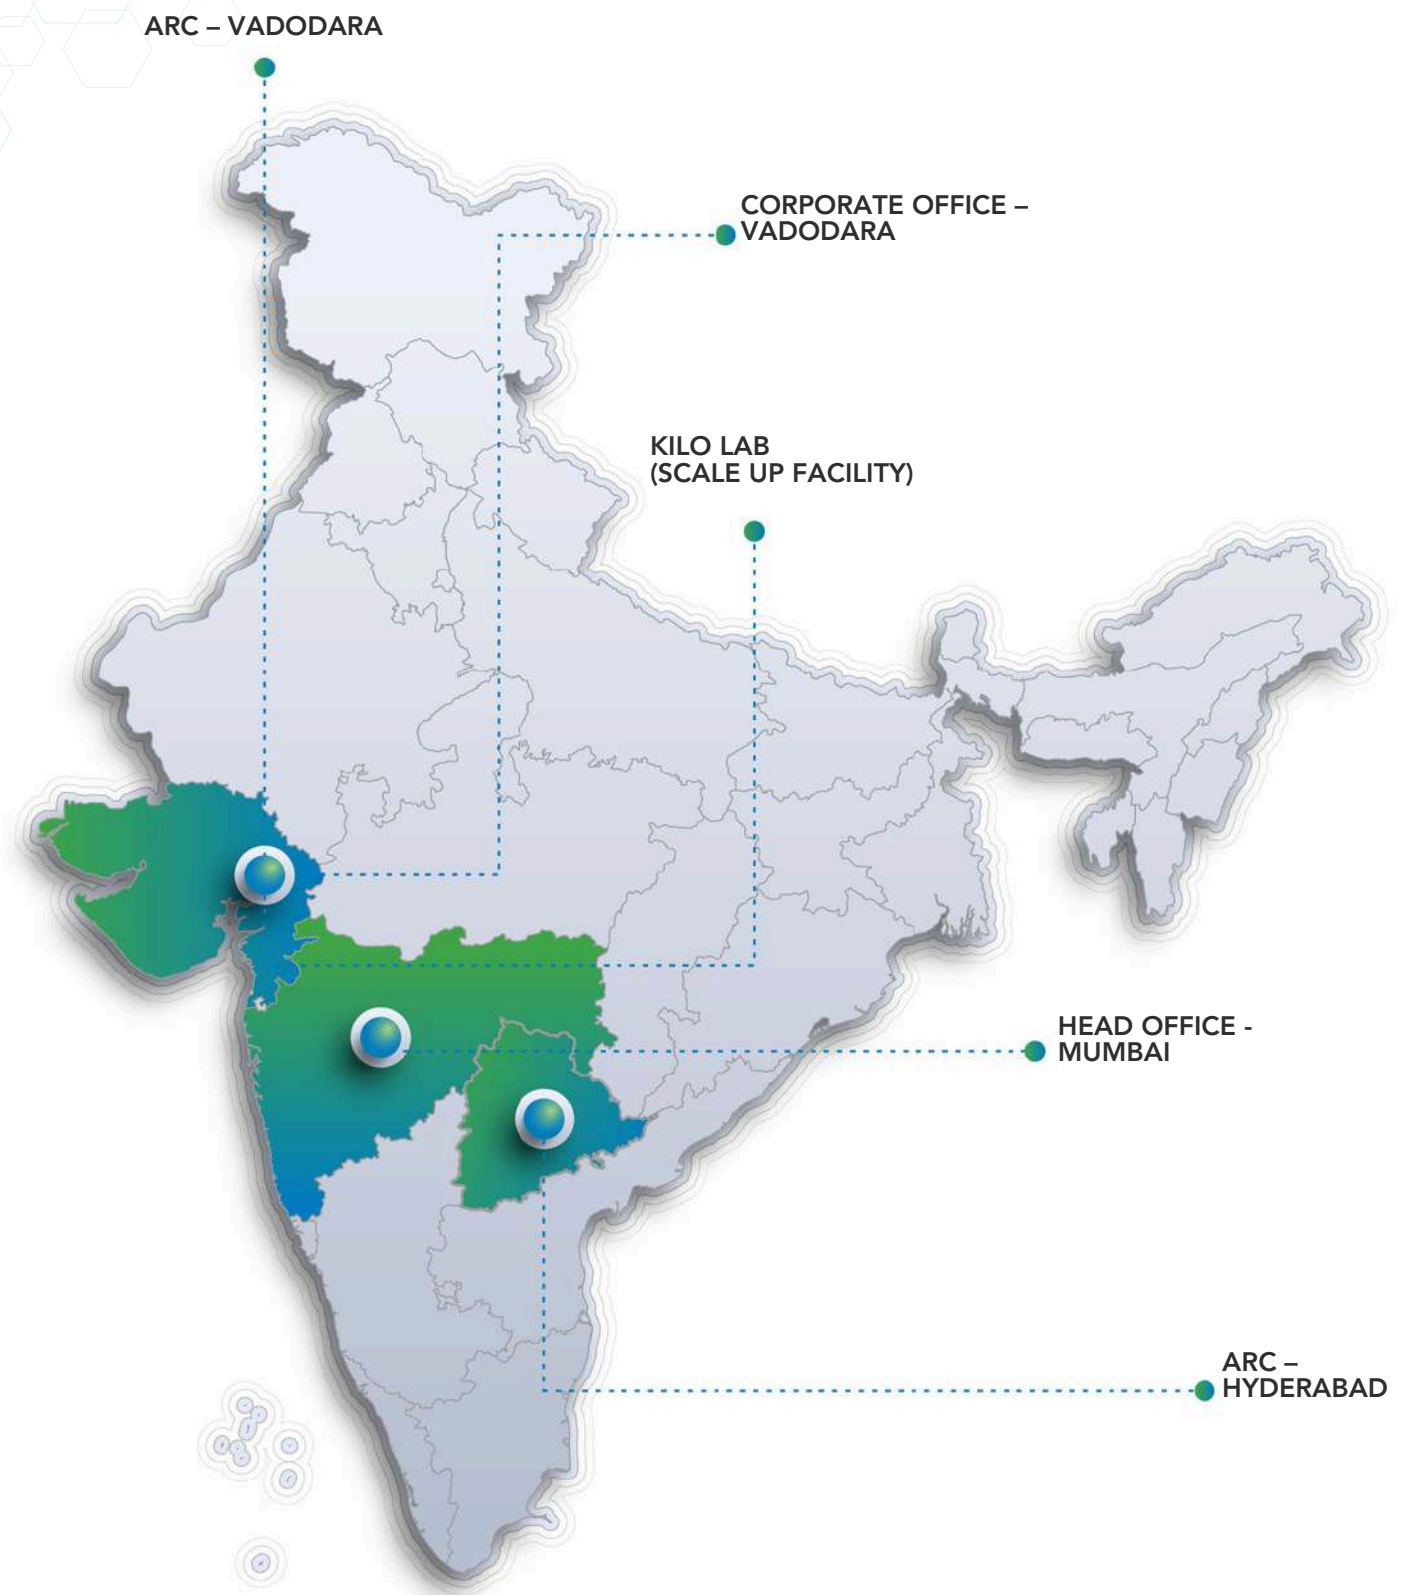 ARC – VADODARA
CORPORATE OFFICE –
VADODARA
KILO LAB
(SCALE UP FACILITY)
HEAD OFFICE -
MUMBAI
ARC –
HYDERABAD